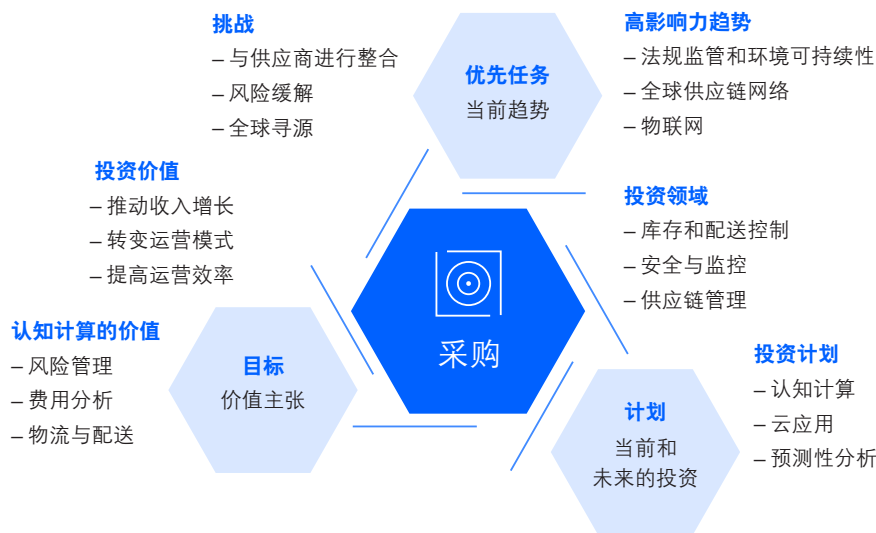 挑战
– 与供应商进行整合
– 风险缓解
– 全球寻源
优先任务
当前趋势
高影响力趋势
– 法规监管和环境可持续性
– 全球供应链网络
– 物联网
投资价值
– 推动收入增长
– 转变运营模式
– 提高运营效率
投资领域
– 库存和配送控制
– 安全与监控
– 供应链管理
采购
认知计算的价值
– 风险管理
– 费用分析
– 物流与配送
目标
价值主张
计划
当前和
未来的投资
投资计划
– 认知计算
– 云应用
– 预测性分析